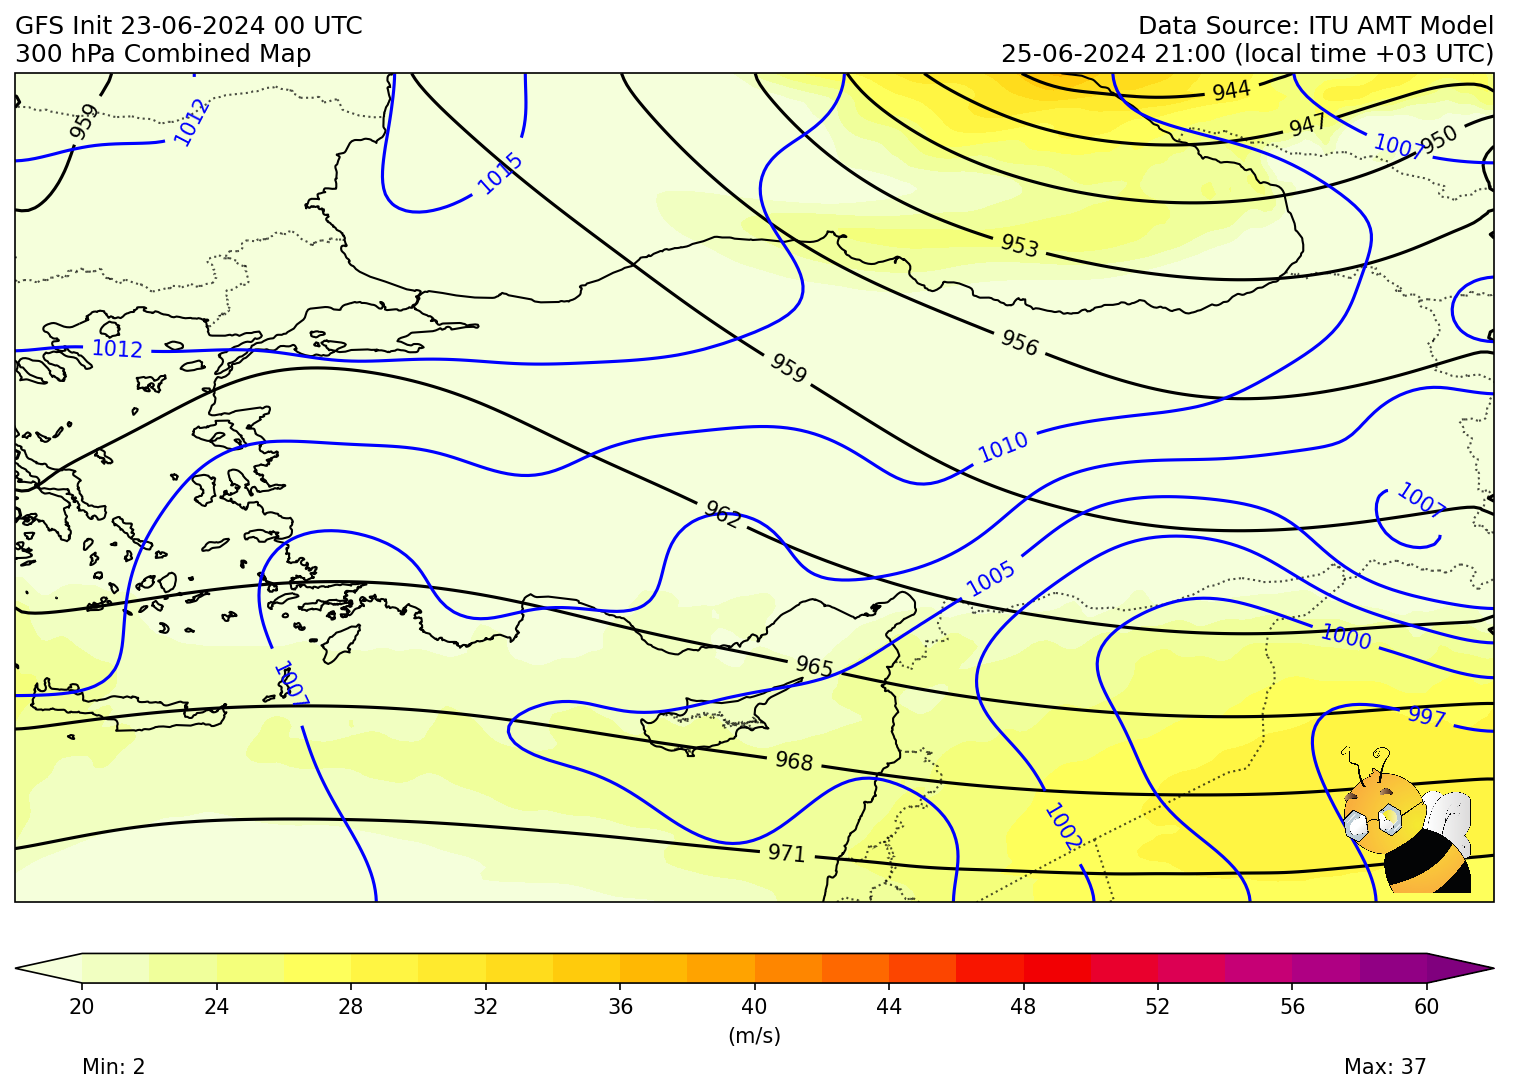 GFS Init 23-06-2024 00 UTC
Data Source: ITU AMT Model
300 hPa Combined Map
25-06-2024 21:00 (local time +03 UTC)
959
1012
1015
944
947
1007
950
953
1012
956
959
1010
962
1007
1005
1000
965
1007
997
968
1002
971
20 24 28 32 36 40 44 48 52 56 60
(m/s)
Min: 2
Max: 37